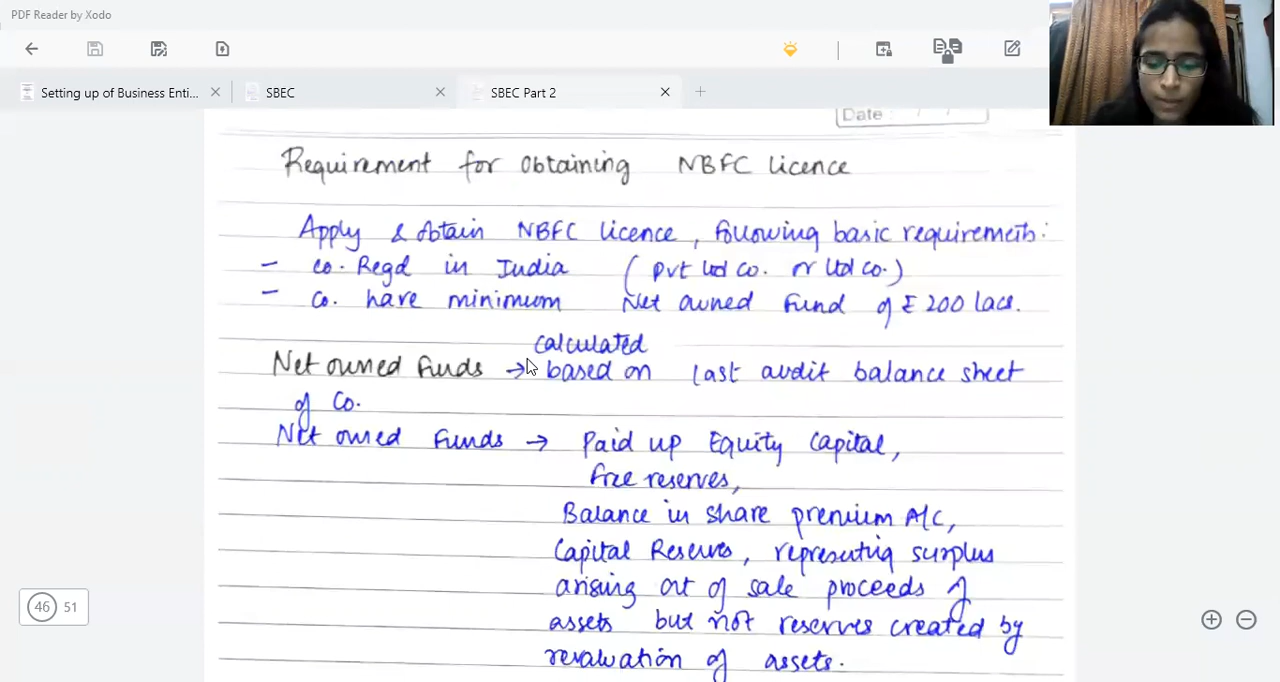 PDF Reader by Xodo
Setting up of Business Enti...
SBEC
SBEC Part 2
Date : / /
Requirement for Obtaining NBFC licence
Apply & obtain NBFC licence, following basic requirements :
- co. Regd in India (Pvt Ltd Co. or Ltd Co.)
- Co. have minimum Net owned Fund of ₹ 200 lacs.
calculated
Net owned Funds → based on last audit balance sheet
of Co.
Net owned Funds → Paid up Equity Capital,
Free reserves,
Balance in share premium A/C,
Capital Reserves, representing surplus
arising out of sale proceeds of
assets but not reserves created by
revaluation of assets.
46 51